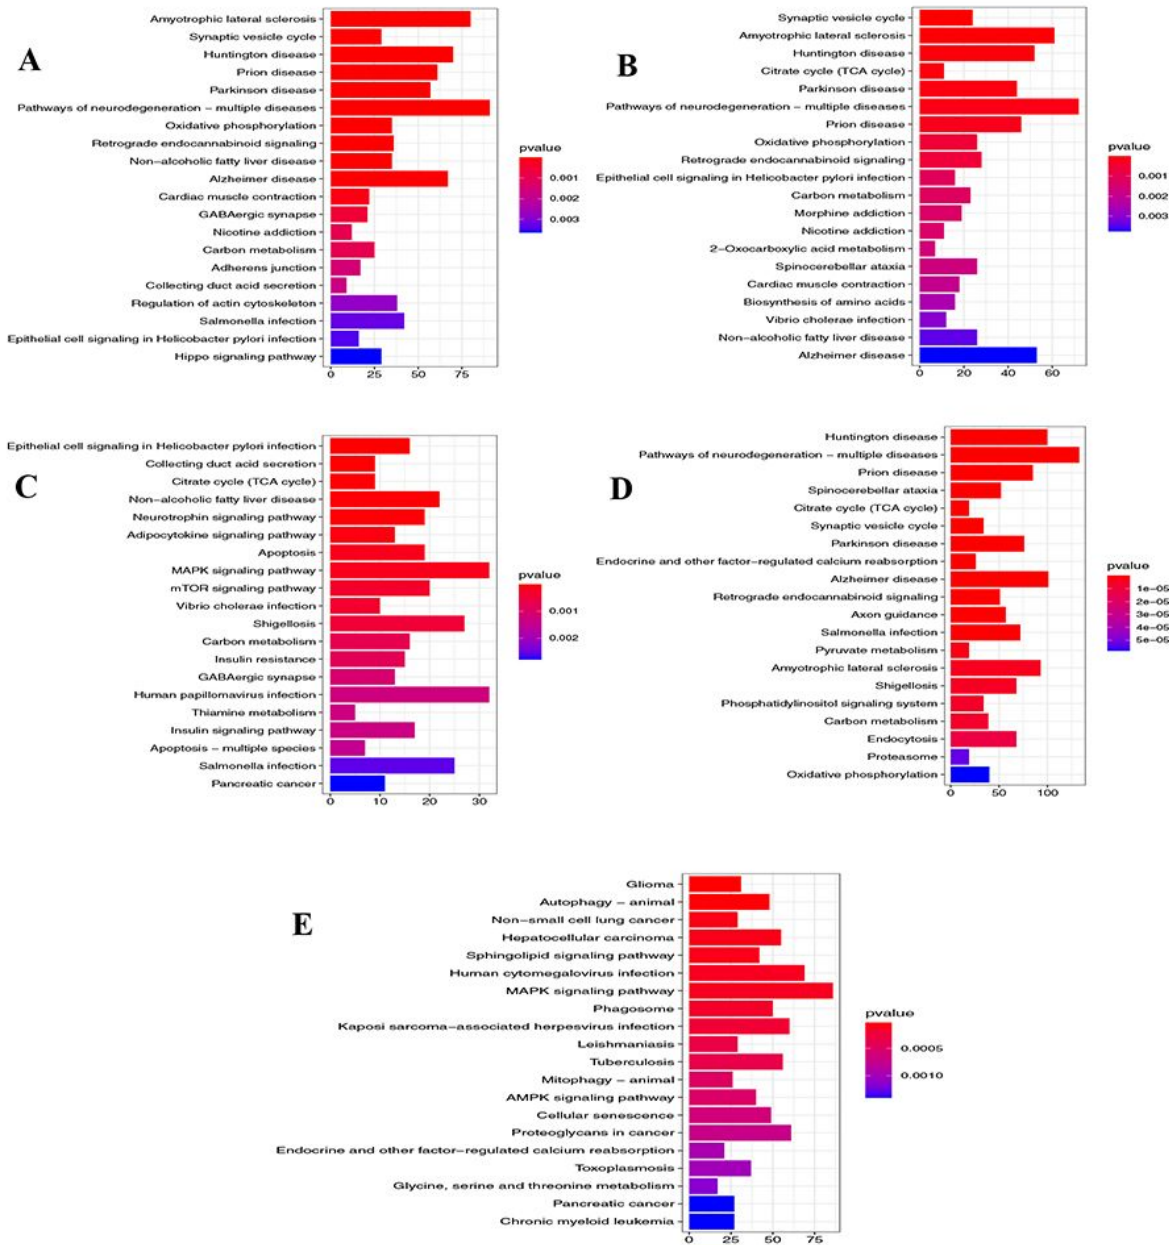 A
Amyotrophic lateral sclerosis
Synaptic vesicle cycle
Huntington disease
Prion disease
Parkinson disease
Pathways of neurodegeneration − multiple diseases
Oxidative phosphorylation
Retrograde endocannabinoid signaling
Non−alcoholic fatty liver disease
Alzheimer disease
Cardiac muscle contraction
GABAergic synapse
Nicotine addiction
Carbon metabolism
Adherens junction
Collecting duct acid secretion
Regulation of actin cytoskeleton
Salmonella infection
Epithelial cell signaling in Helicobacter pylori infection
Hippo signaling pathway
0 25 50 75
pvalue
0.001
0.002
0.003
B
Synaptic vesicle cycle
Amyotrophic lateral sclerosis
Huntington disease
Citrate cycle (TCA cycle)
Parkinson disease
Pathways of neurodegeneration − multiple diseases
Prion disease
Oxidative phosphorylation
Retrograde endocannabinoid signaling
Epithelial cell signaling in Helicobacter pylori infection
Carbon metabolism
Morphine addiction
Nicotine addiction
2−Oxocarboxylic acid metabolism
Spinocerebellar ataxia
Cardiac muscle contraction
Biosynthesis of amino acids
Vibrio cholerae infection
Non−alcoholic fatty liver disease
Alzheimer disease
0 20 40 60
pvalue
0.001
0.002
0.003
C
Epithelial cell signaling in Helicobacter pylori infection
Collecting duct acid secretion
Citrate cycle (TCA cycle)
Non−alcoholic fatty liver disease
Neurotrophin signaling pathway
Adipocytokine signaling pathway
Apoptosis
MAPK signaling pathway
mTOR signaling pathway
Vibrio cholerae infection
Shigellosis
Carbon metabolism
Insulin resistance
GABAergic synapse
Human papillomavirus infection
Thiamine metabolism
Insulin signaling pathway
Apoptosis − multiple species
Salmonella infection
Pancreatic cancer
0 10 20 30
pvalue
0.001
0.002
D
Huntington disease
Pathways of neurodegeneration − multiple diseases
Prion disease
Spinocerebellar ataxia
Citrate cycle (TCA cycle)
Synaptic vesicle cycle
Parkinson disease
Endocrine and other factor−regulated calcium reabsorption
Alzheimer disease
Retrograde endocannabinoid signaling
Axon guidance
Salmonella infection
Pyruvate metabolism
Amyotrophic lateral sclerosis
Shigellosis
Phosphatidylinositol signaling system
Carbon metabolism
Endocytosis
Proteasome
Oxidative phosphorylation
0 50 100
pvalue
1e−05
2e−05
3e−05
4e−05
5e−05
E
Glioma
Autophagy − animal
Non−small cell lung cancer
Hepatocellular carcinoma
Sphingolipid signaling pathway
Human cytomegalovirus infection
MAPK signaling pathway
Phagosome
Kaposi sarcoma−associated herpesvirus infection
Leishmaniasis
Tuberculosis
Mitophagy − animal
AMPK signaling pathway
Cellular senescence
Proteoglycans in cancer
Endocrine and other factor−regulated calcium reabsorption
Toxoplasmosis
Glycine, serine and threonine metabolism
Pancreatic cancer
Chronic myeloid leukemia
0 25 50 75
pvalue
0.0005
0.0010